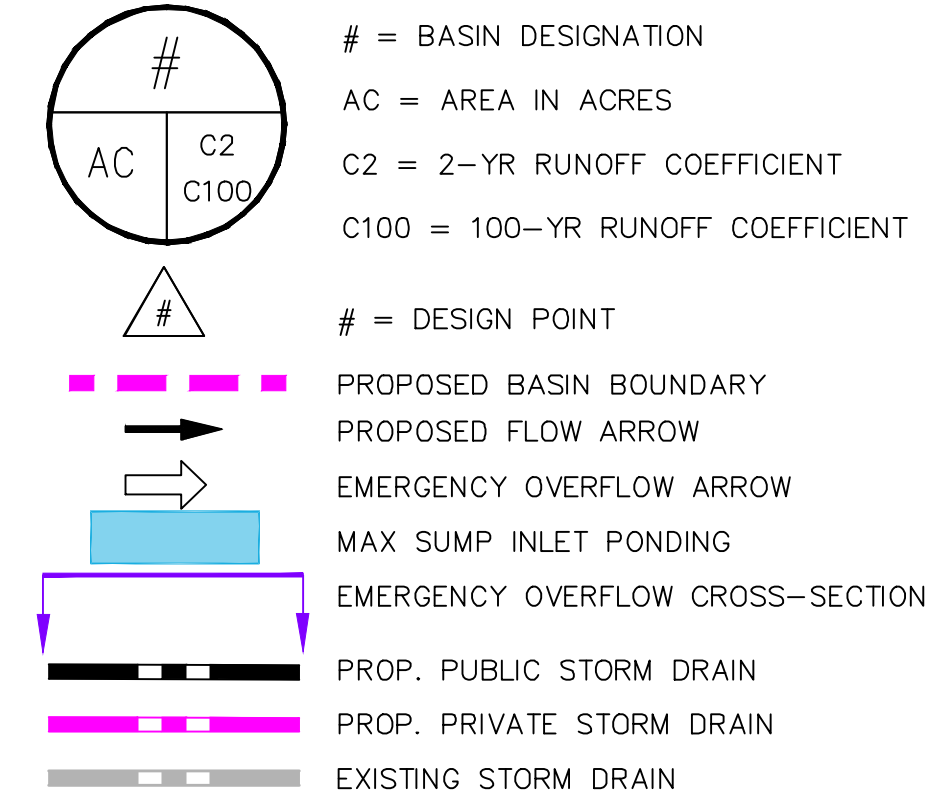 #
AC
C2
C100
# = BASIN DESIGNATION
AC = AREA IN ACRES
C2 = 2-YR RUNOFF COEFFICIENT
C100 = 100-YR RUNOFF COEFFICIENT
#
# = DESIGN POINT
PROPOSED BASIN BOUNDARY
PROPOSED FLOW ARROW
EMERGENCY OVERFLOW ARROW
MAX SUMP INLET PONDING
EMERGENCY OVERFLOW CROSS-SECTION
PROP. PUBLIC STORM DRAIN
PROP. PRIVATE STORM DRAIN
EXISTING STORM DRAIN